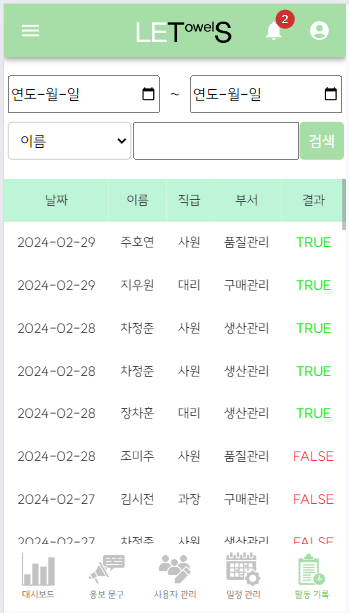 LETowelS
2
연도-월-일 ~ 연도-월-일
이름 검색
날짜 이름 직급 부서 결과
2024-02-29 주호연 사원 품질관리 TRUE
2024-02-29 지우원 대리 구매관리 TRUE
2024-02-28 차정준 사원 생산관리 TRUE
2024-02-28 차정준 사원 생산관리 TRUE
2024-02-28 장차훈 대리 생산관리 TRUE
2024-02-28 조미주 사원 품질관리 FALSE
2024-02-27 김시전 과장 구매관리 FALSE
2024-02-27 차정준 사원 생산관리 FALSE
대시보드 홍보 문구 사용자 관리 일정 관리 활동 기록